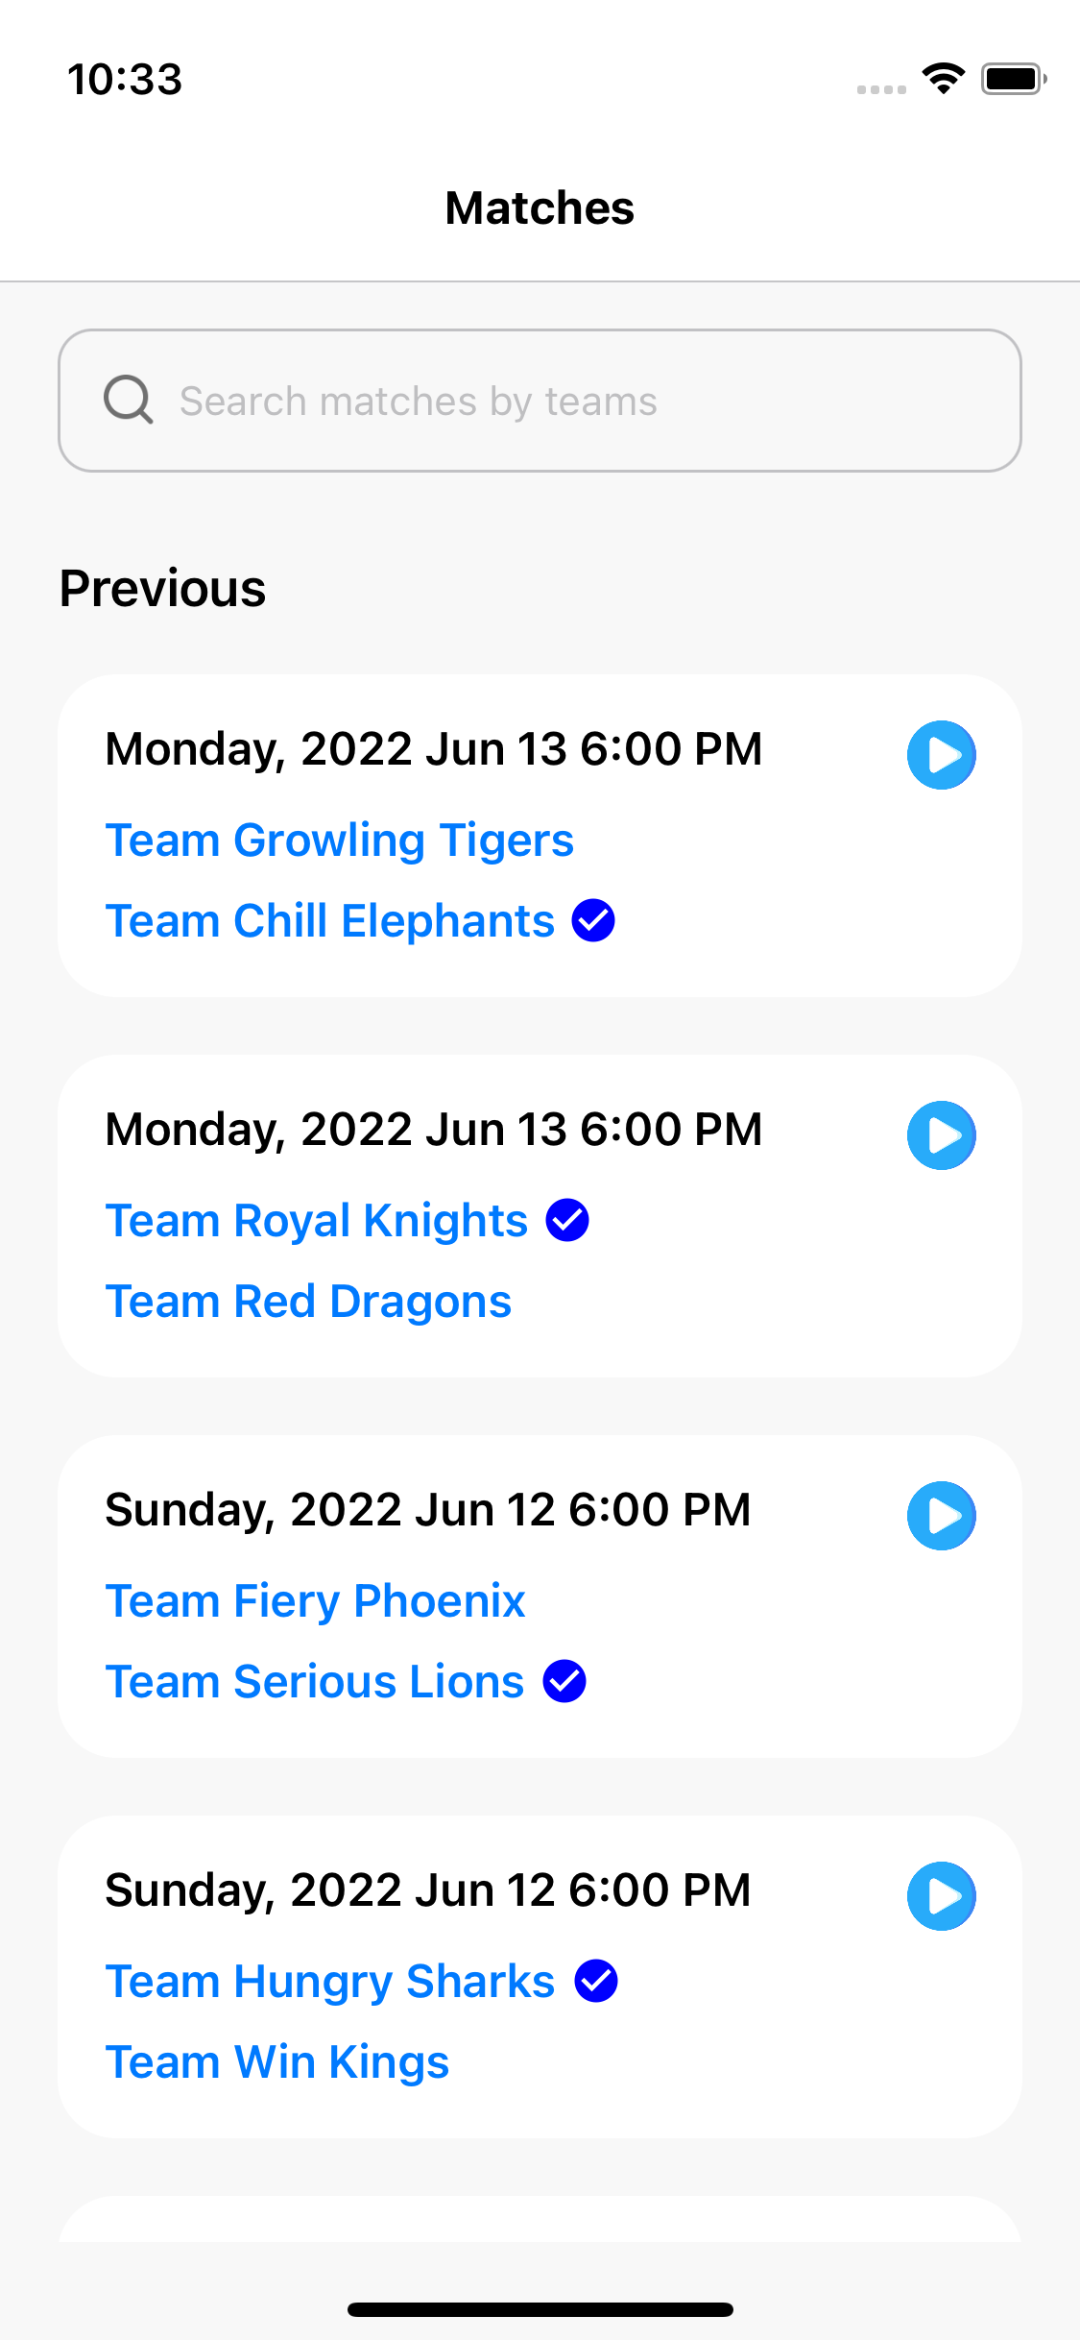 10:33
Matches
Search matches by teams
Previous
Monday, 2022 Jun 13 6:00 PM
Team Growling Tigers
Team Chill Elephants
Monday, 2022 Jun 13 6:00 PM
Team Royal Knights
Team Red Dragons
Sunday, 2022 Jun 12 6:00 PM
Team Fiery Phoenix
Team Serious Lions
Sunday, 2022 Jun 12 6:00 PM
Team Hungry Sharks
Team Win Kings